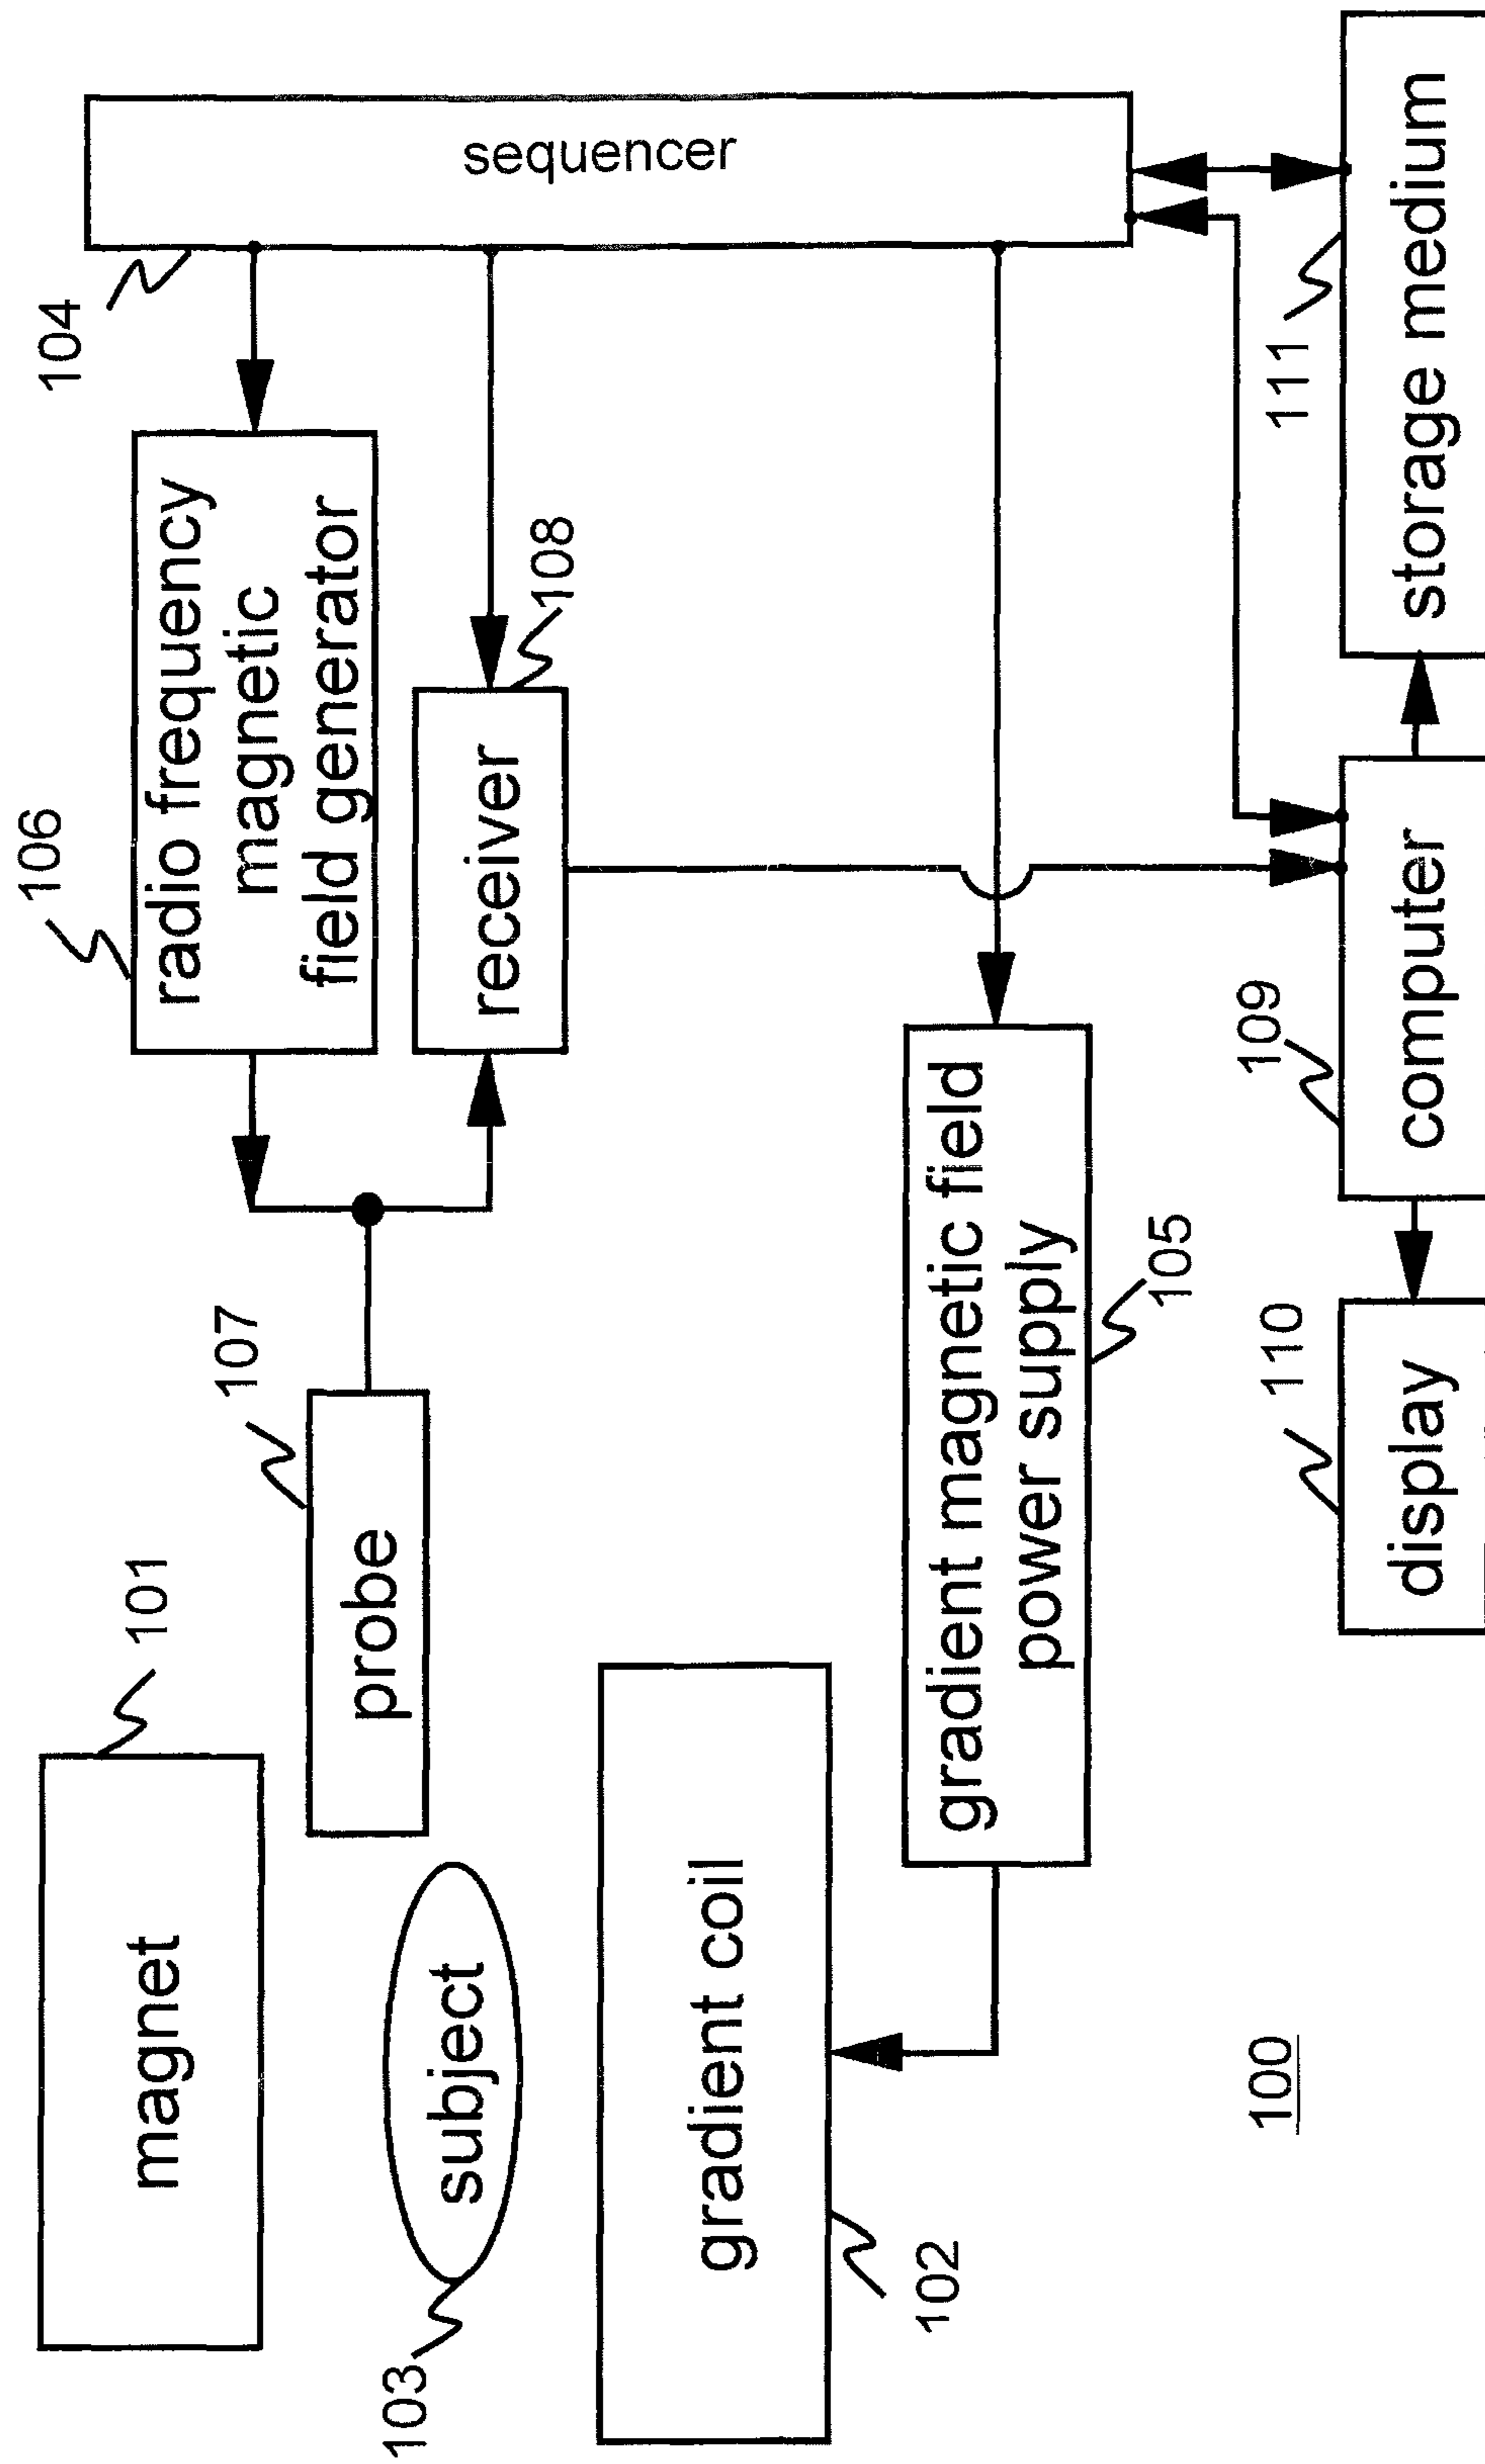 101
magnet
107
probe
103
subject
102
gradient coil
106
radio frequency
magnetic
field generator
104
sequencer
108
receiver
gradient magnetic field
power supply
105
100
110
display
109
computer
111
storage medium